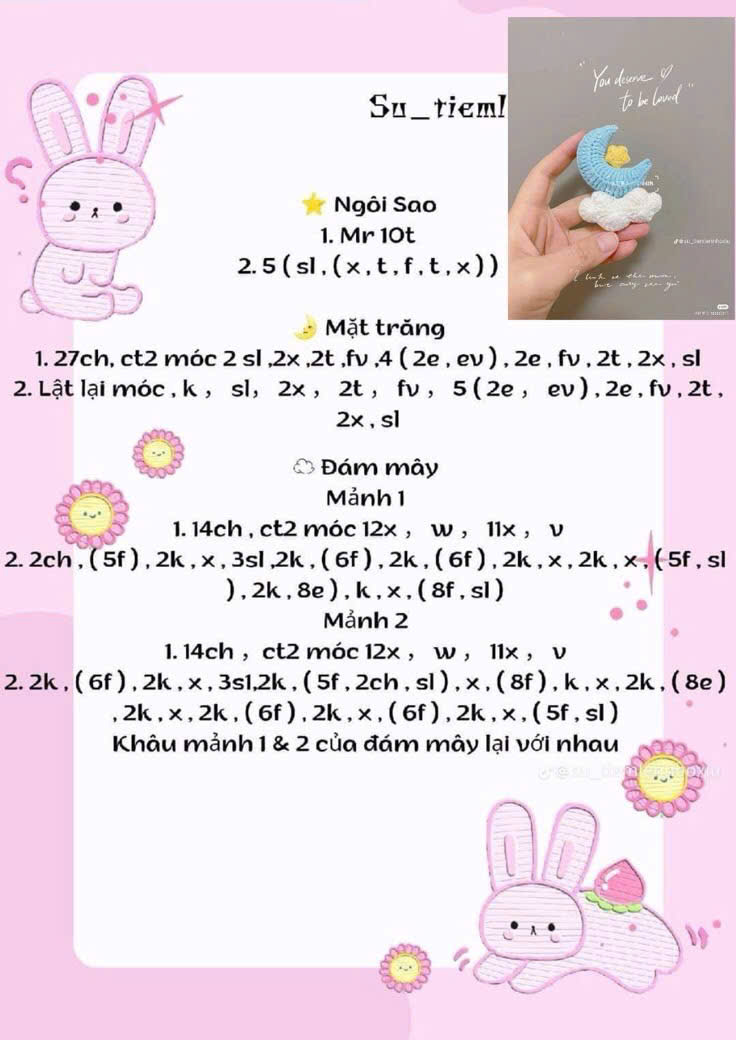 Su_tieml
"You deserve ♡
to be loved"
⭐ Ngôi Sao
1. Mr 10t
2. 5 ( sl , ( x , t , f , t , x ) )
🌛 Mặt trăng
1. 27ch, ct2 móc 2 sl ,2x ,2t ,fv ,4 ( 2e , ev ) , 2e , fv , 2t , 2x , sl
2. Lật lại móc , k , sl, 2x , 2t , fv , 5 ( 2e , ev ) , 2e , fv , 2t ,
2x , sl
Đám mây
Mảnh 1
1. 14ch , ct2 móc 12x , w , 11x , v
2. 2ch , ( 5f ) , 2k , x , 3sl ,2k , ( 6f ) , 2k , ( 6f ) , 2k , x , 2k , x , ( 5f , sl
) , 2k , 8e ) , k , x , ( 8f , sl )
Mảnh 2
1. 14ch , ct2 móc 12x , w , 11x , v
2. 2k , ( 6f ) , 2k , x , 3s1,2k , ( 5f , 2ch , sl ) , x , ( 8f ) , k , x , 2k , ( 8e )
, 2k , x , 2k , ( 6f ) , 2k , x , ( 6f ) , 2k , x , ( 5f , sl )
Khâu mảnh 1 & 2 của đám mây lại với nhau